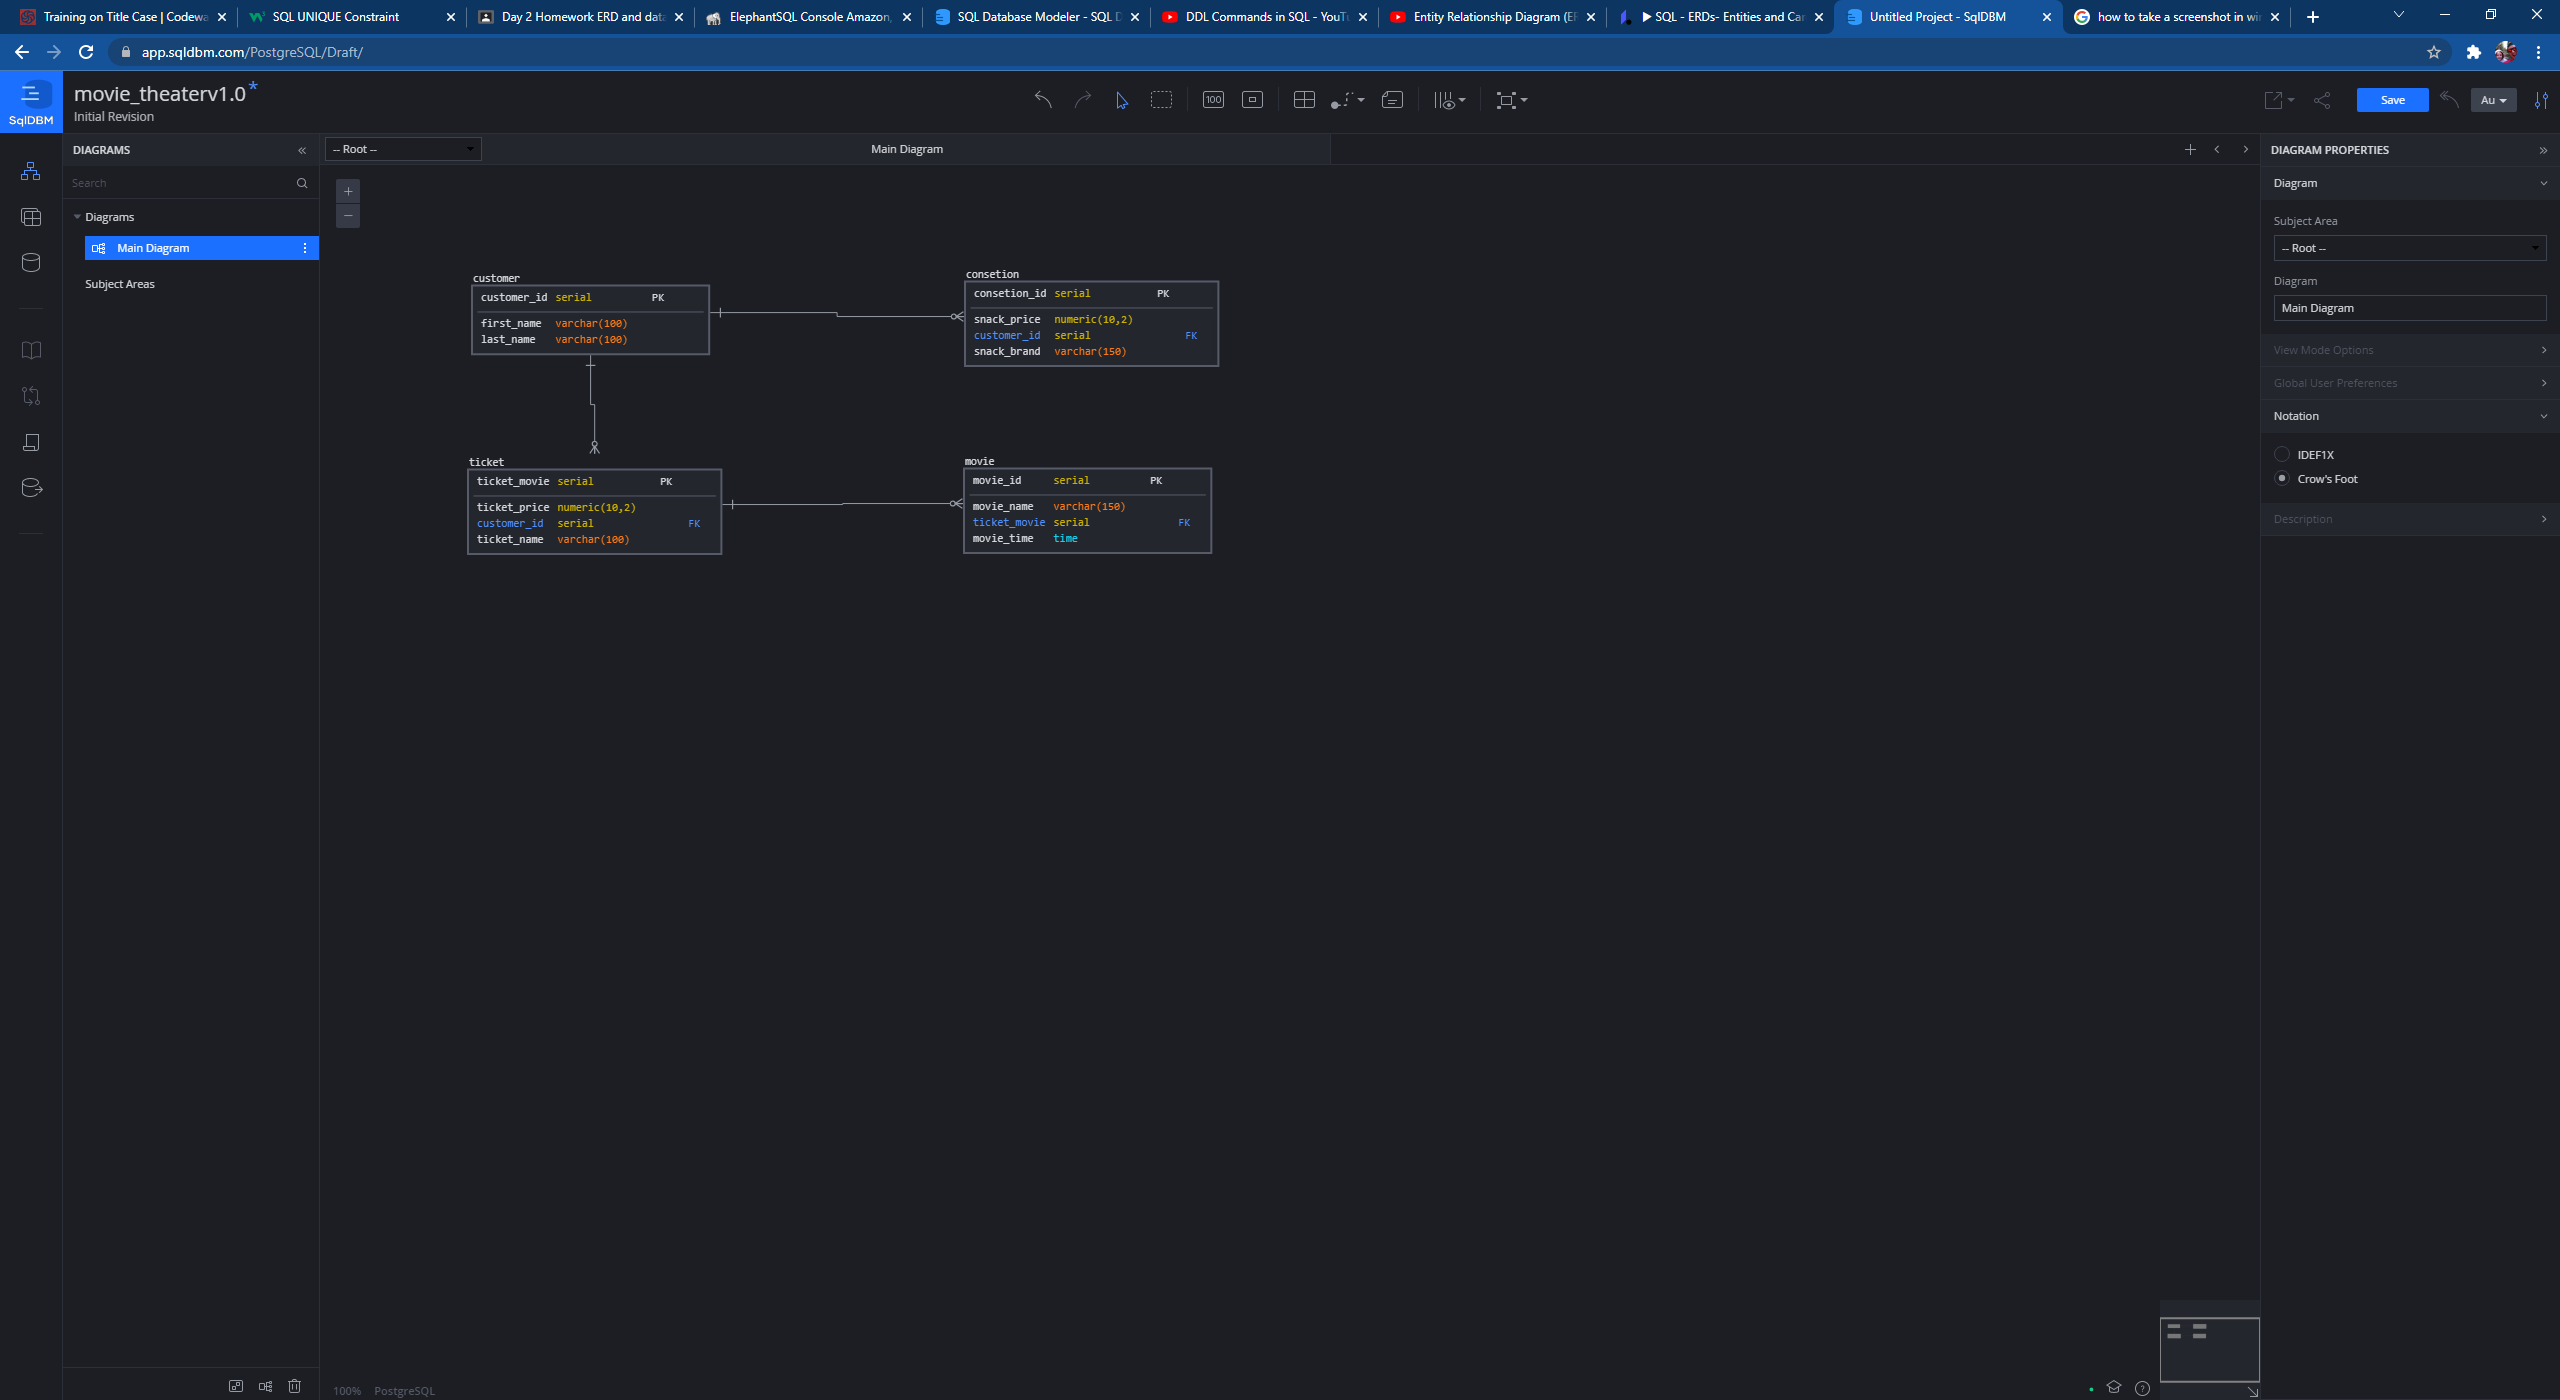 Training on Title Case | Codewa
SQL UNIQUE Constraint
Day 2 Homework ERD and data
ElephantSQL Console Amazon,
SQL Database Modeler - SQL D
DDL Commands in SQL - YouTu
Entity Relationship Diagram (ER
▶ SQL - ERDs- Entities and Car
Untitled Project - SqlDBM
how to take a screenshot in wi
app.sqldbm.com/PostgreSQL/Draft/
SqlDBM
movie_theaterv1.0*
Initial Revision
100
Save
Au
DIAGRAMS
-- Root --
Main Diagram
DIAGRAM PROPERTIES
Search
Diagrams
Main Diagram
Subject Areas
customer
customer_id serial PK
first_name varchar(100)
last_name varchar(100)
consetion
consetion_id serial PK
snack_price numeric(10,2)
customer_id serial FK
snack_brand varchar(150)
ticket
ticket_movie serial PK
ticket_price numeric(10,2)
customer_id serial FK
ticket_name varchar(100)
movie
movie_id serial PK
movie_name varchar(150)
ticket_movie serial FK
movie_time time
Diagram
Subject Area
-- Root --
Diagram
Main Diagram
View Mode Options
Global User Preferences
Notation
IDEF1X
Crow's Foot
Description
100% PostgreSQL